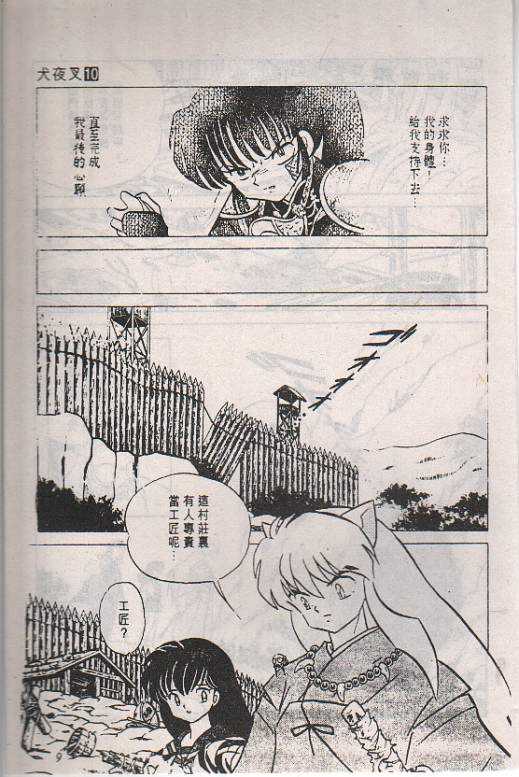 犬夜叉10
求求你…
我的身體！
給我支撐下去…
直至完成
我最後的心願
這村莊裏
有人專責
當工匠呢…
工匠？
9